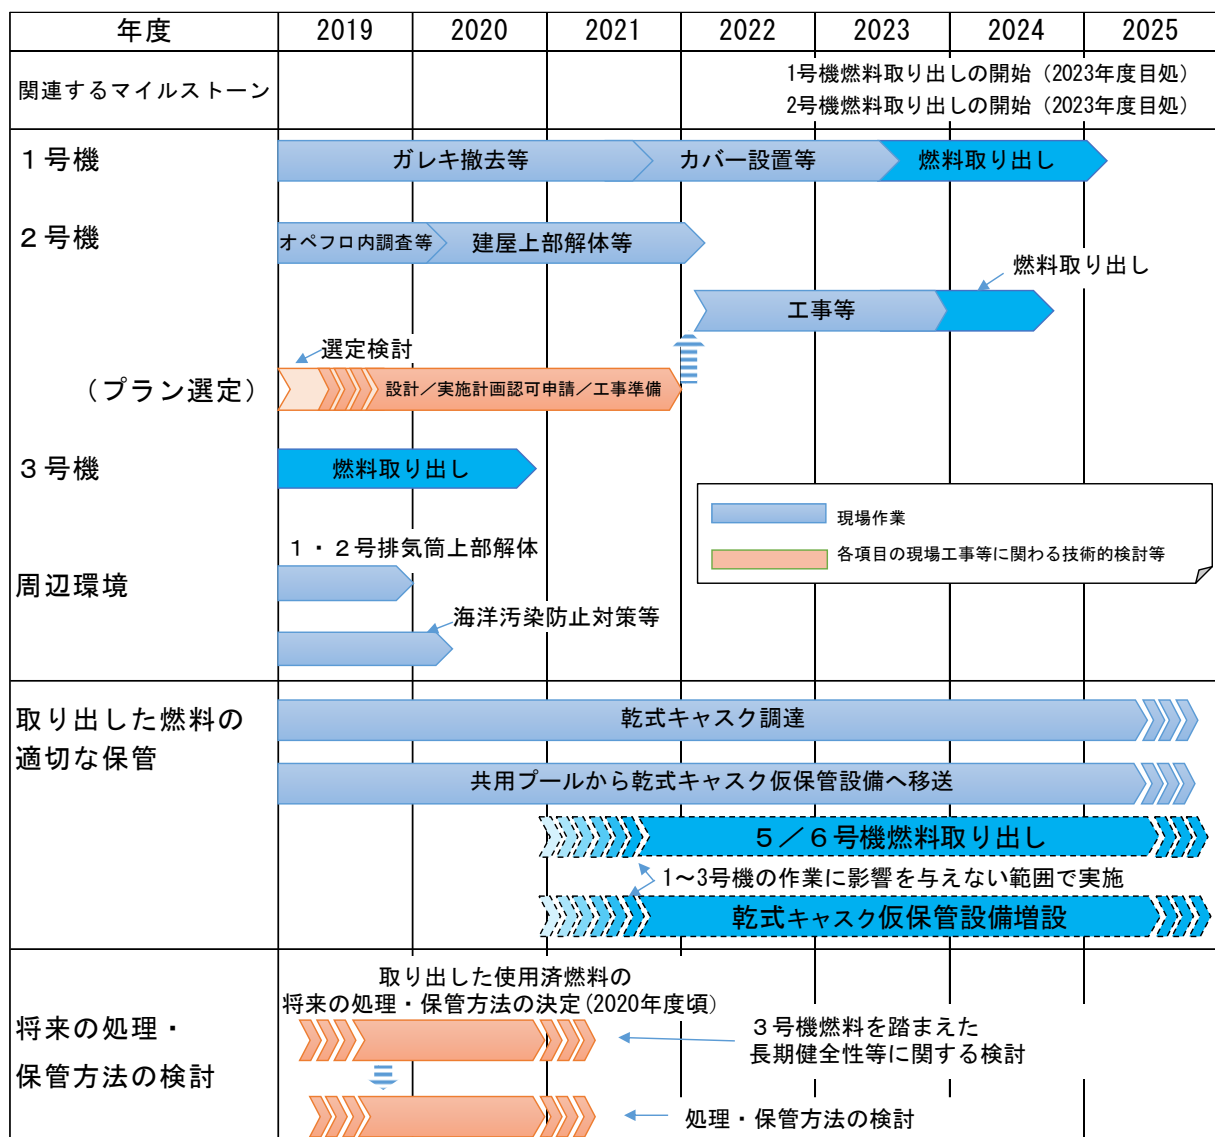 年度 2019 2020 2021 2022 2023 2024 2025
関連するマイルストーン
1号機燃料取り出しの開始（2023年度目処）
2号機燃料取り出しの開始（2023年度目処）
１号機
ガレキ撤去等 カバー設置等 燃料取り出し
２号機
オペフロ内調査等 建屋上部解体等
燃料取り出し
工事等
選定検討
（プラン選定）
設計／実施計画認可申請／工事準備
３号機
燃料取り出し
現場作業
各項目の現場工事等に関わる技術的検討等
周辺環境
１・２号排気筒上部解体
海洋汚染防止対策等
取り出した燃料の
適切な保管
乾式キャスク調達
共用プールから乾式キャスク仮保管設備へ移送
５／６号機燃料取り出し
1～3号機の作業に影響を与えない範囲で実施
乾式キャスク仮保管設備増設
将来の処理・
保管方法の検討
取り出した使用済燃料の
将来の処理・保管方法の決定(2020年度頃)
３号機燃料を踏まえた
長期健全性等に関する検討
処理・保管方法の検討